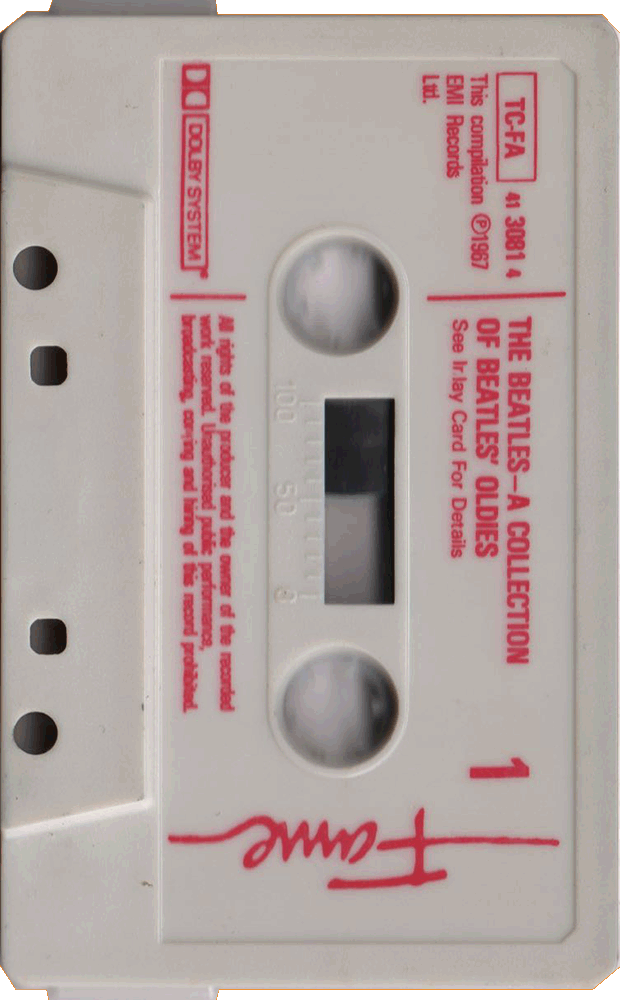 TC-FA 41 3081 4
This compilation ℗1967
EMI Records
Ltd.
THE BEATLES–A COLLECTION
OF BEATLES' OLDIES
See Inlay Card For Details
1
100 50 0
DOLBY SYSTEM
All rights of the producer and the owner of the recorded
work reserved. Unauthorised public performance,
broadcasting, copying and hiring of this record prohibited.
Fame